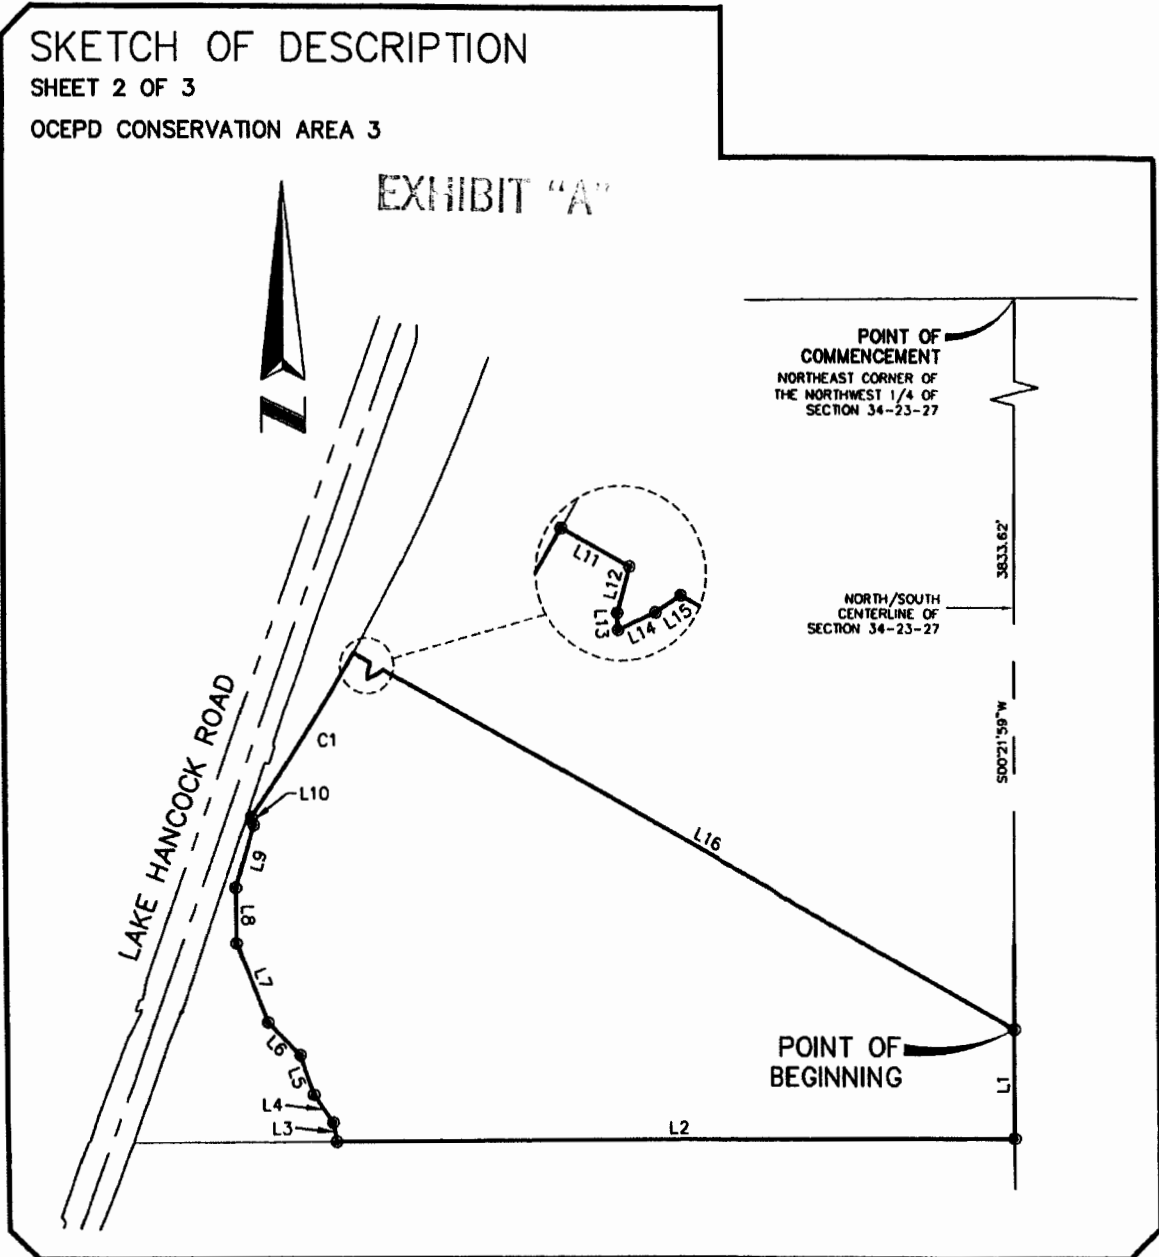 SKETCH OF DESCRIPTION
SHEET 2 OF 3
OCEPD CONSERVATION AREA 3
EXHIBIT "A"
N
POINT OF
COMMENCEMENT
NORTHEAST CORNER OF
THE NORTHWEST 1/4 OF
SECTION 34-23-27
3833.62'
NORTH/SOUTH
CENTERLINE OF
SECTION 34-23-27
S00°21'59"W
L11
L12
L13
L14
L15
LAKE HANCOCK ROAD
C1
L10
L16
L9
L8
L7
L6
L5
L4
L3
L2
POINT OF
BEGINNING
L1